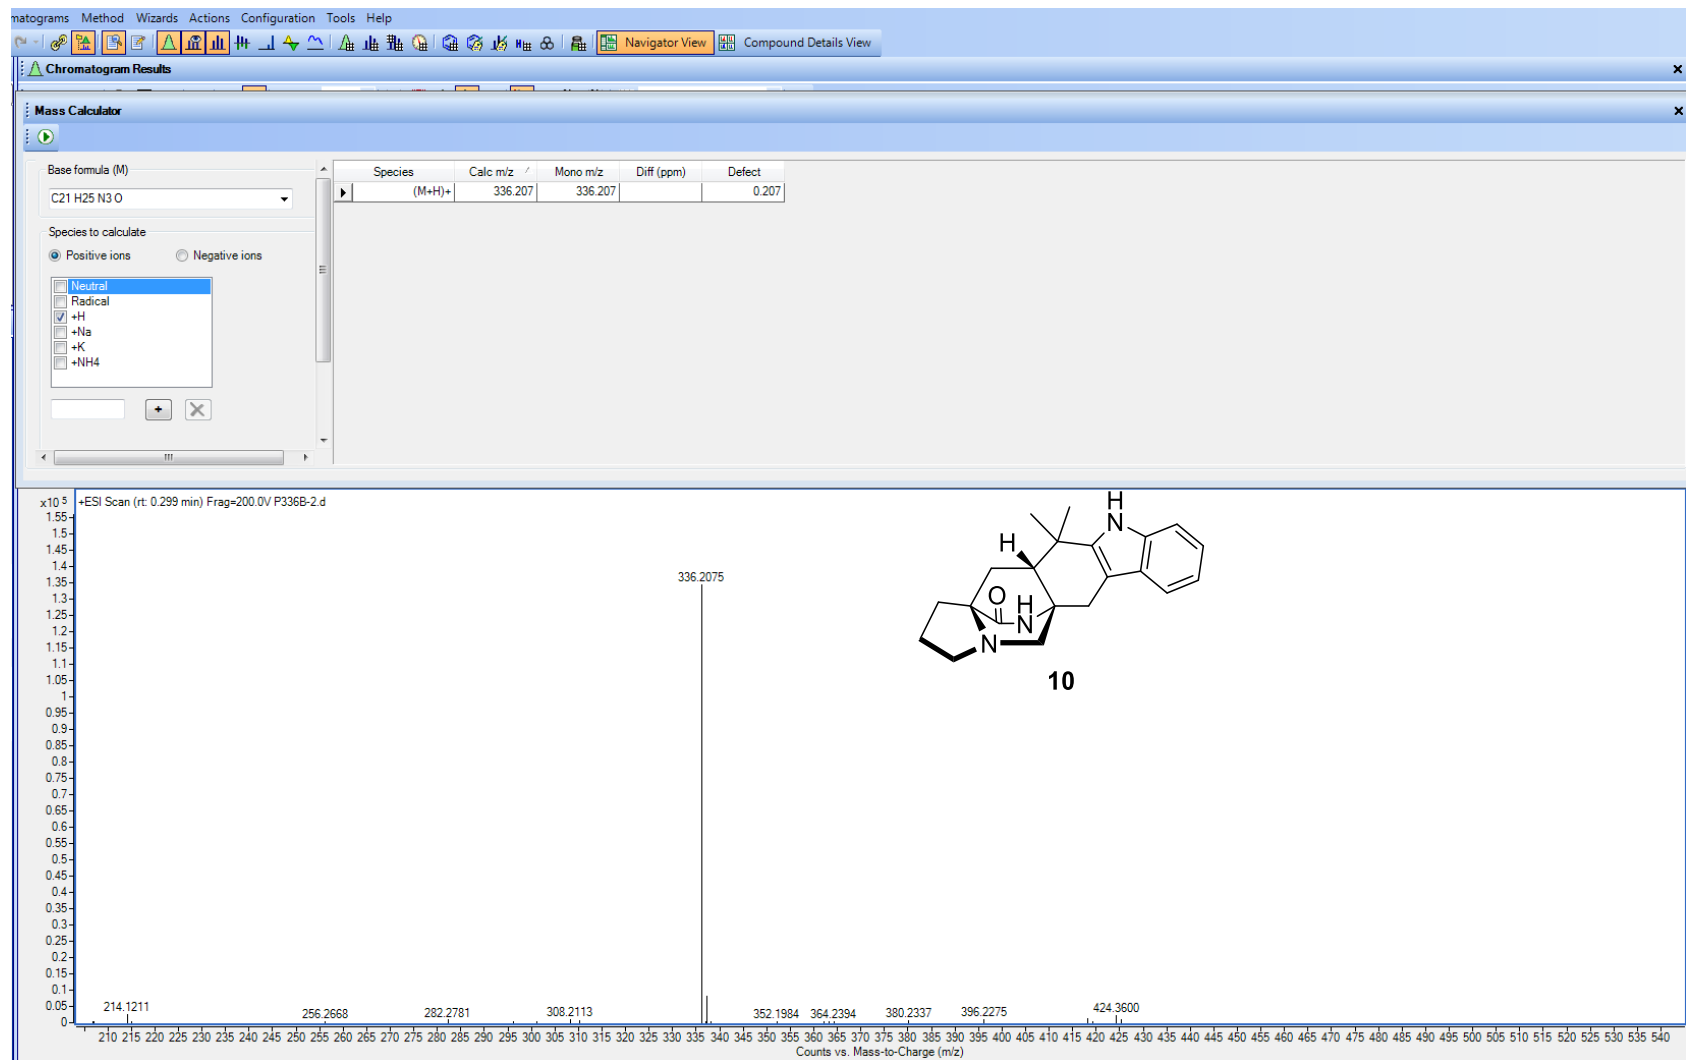 matograms Method Wizards Actions Configuration Tools Help
Navigator View Compound Details View
Chromatogram Results
Mass Calculator
Base formula (M)
C21 H25 N3 O
Species to calculate
Positive ions Negative ions
Neutral
Radical
+H
+Na
+K
+NH4
Species Calc m/z Mono m/z Diff (ppm) Defect
(M+H)+ 336.207 336.207 0.207
x10 5 +ESI Scan (rt: 0.299 min) Frag=200.0V P336B-2.d
1.55
1.5
1.45
1.4
1.35
1.3
1.25
1.2
1.15
1.1
1.05
1
0.95
0.9
0.85
0.8
0.75
0.7
0.65
0.6
0.55
0.5
0.45
0.4
0.35
0.3
0.25
0.2
0.15
0.1
0.05
0
336.2075
H
N
H
O
H
N
N
10
214.1211 256.2668 282.2781 308.2113 352.1984 364.2394 380.2337 396.2275 424.3600
210 215 220 225 230 235 240 245 250 255 260 265 270 275 280 285 290 295 300 305 310 315 320 325 330 335 340 345 350 355 360 365 370 375 380 385 390 395 400 405 410 415 420 425 430 435 440 445 450 455 460 465 470 475 480 485 490 495 500 505 510 515 520 525 530 535 540
Counts vs. Mass-to-Charge (m/z)